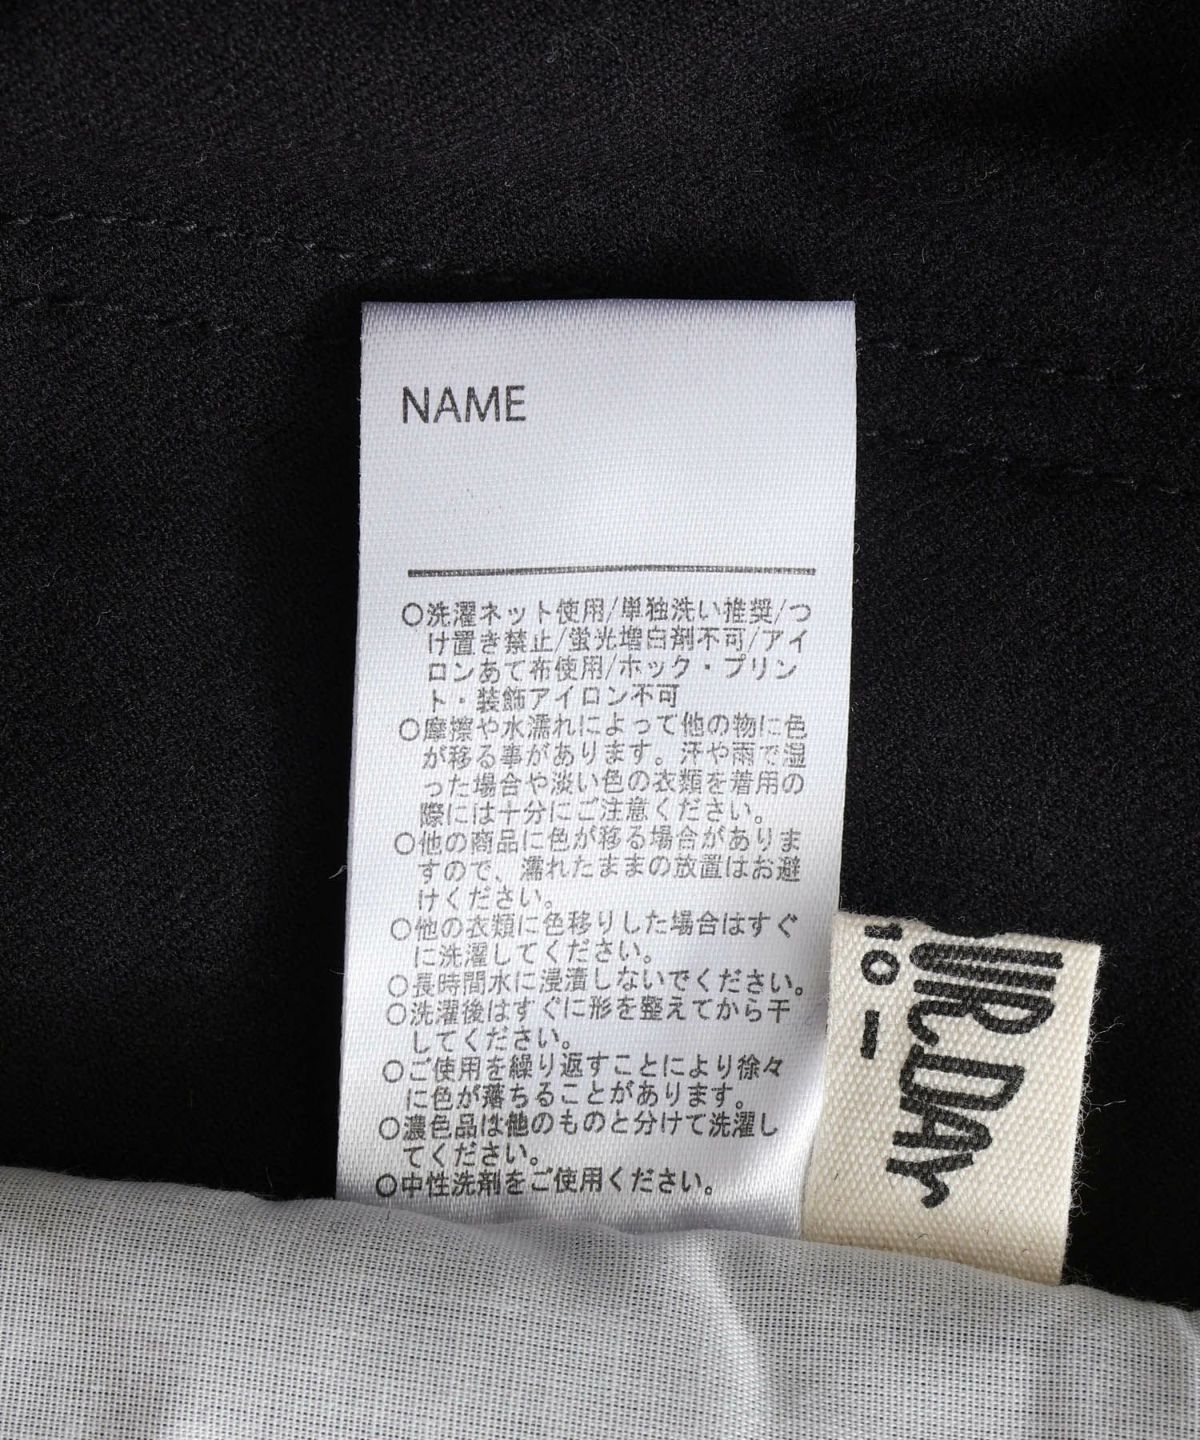 NAME
○洗濯ネット使用/単独洗い推奨/つ
け置き禁止/蛍光増白剤不可/アイ
ロンあて布使用/ホック・プリン
ト・装飾アイロン不可
○摩擦や水濡れによって他の物に色
が移る事があります。汗や雨で湿
った場合や淡い色の衣類を着用の
際には十分にご注意ください。
○他の商品に色が移る場合がありま
すので、濡れたままの放置はお避
けください。
○他の衣類に色移りした場合はすぐ
に洗濯してください。
○長時間水に浸漬しないでください。
○洗濯後はすぐに形を整えてから干
してください。
○ご使用を繰り返すことにより徐々
に色が落ちることがあります。
○濃色品は他のものと分けて洗濯し
てください。
○中性洗剤をご使用ください。
DAY